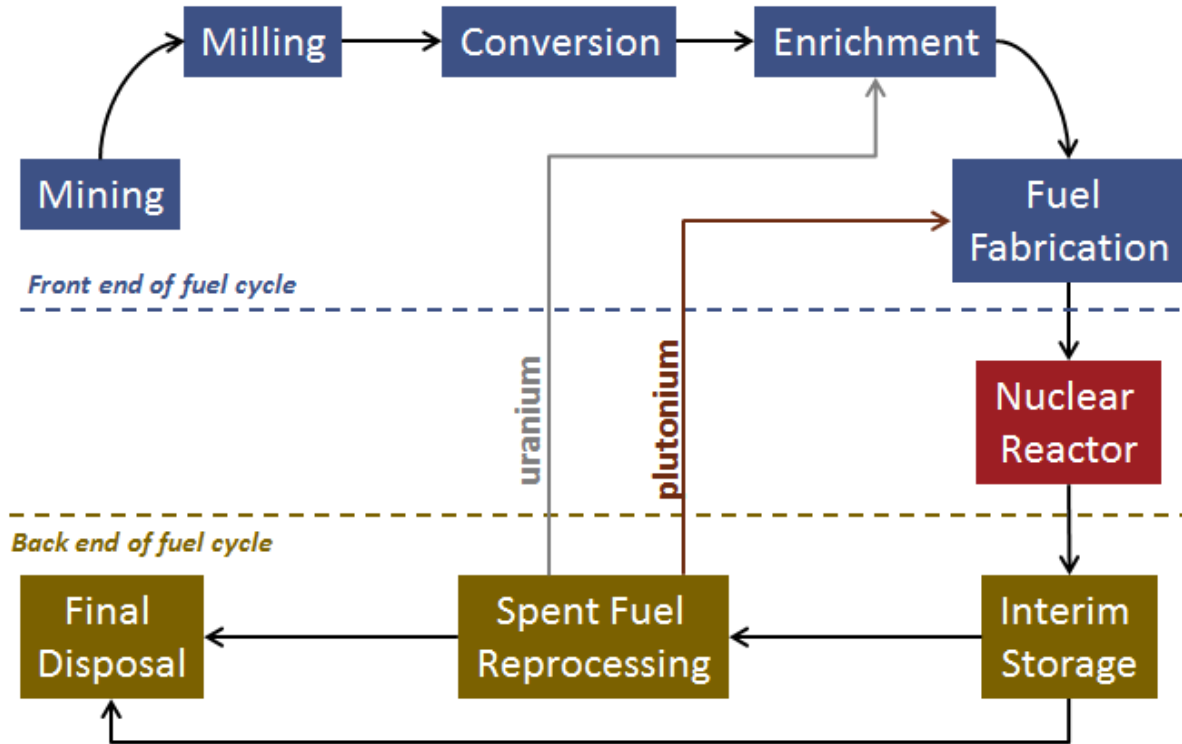 Milling
Conversion
Enrichment
Mining
Fuel
Fabrication
Front end of fuel cycle
uranium
plutonium
Nuclear
Reactor
Back end of fuel cycle
Final
Disposal
Spent Fuel
Reprocessing
Interim
Storage